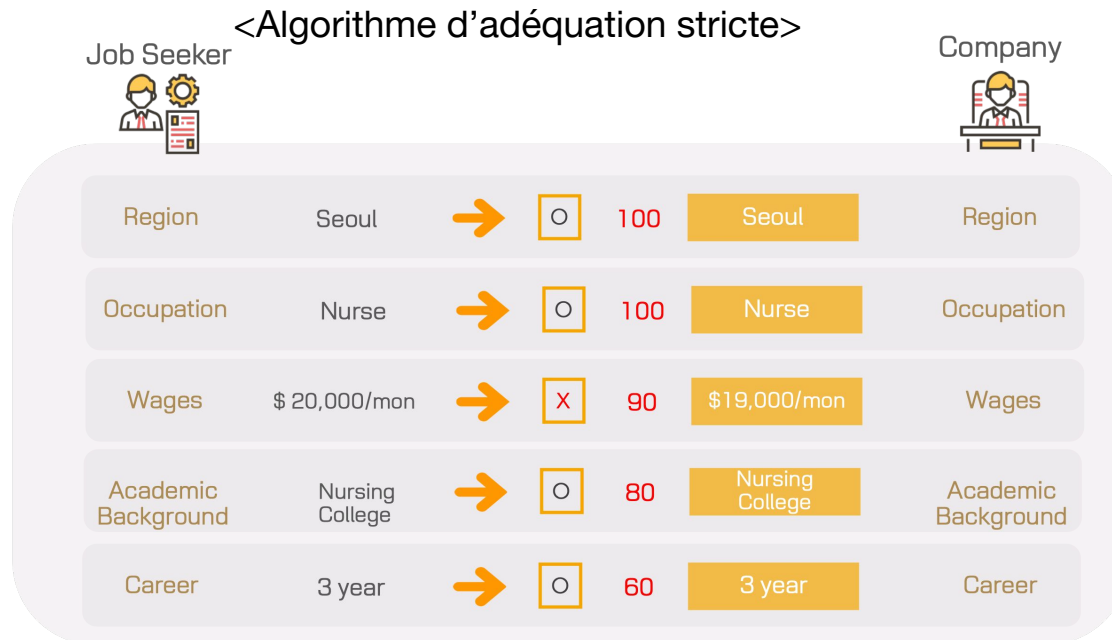 <Algorithme d’adéquation stricte>
Job Seeker
Company
Region Seoul O 100 Seoul Region
Occupation Nurse O 100 Nurse Occupation
Wages $ 20,000/mon X 90 $19,000/mon Wages
Academic Background Nursing College O 80 Nursing College Academic Background
Career 3 year O 60 3 year Career